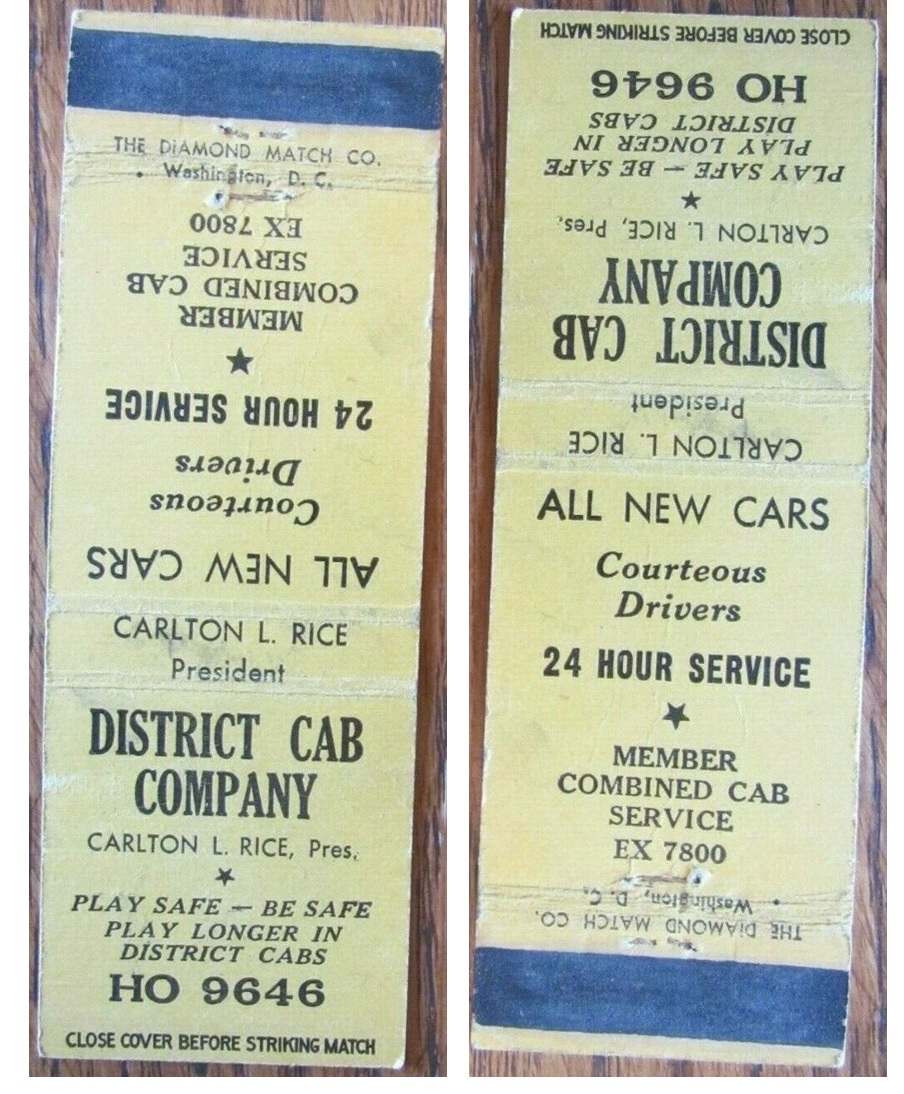 THE DIAMOND MATCH CO.
Washington, D. C.
EX 7800
SERVICE
COMBINED CAB
MEMBER
24 HOUR SERVICE
Drivers
Courteous
ALL NEW CARS
CARLTON L. RICE
President
DISTRICT CAB
COMPANY
CARLTON L. RICE, Pres.
PLAY SAFE — BE SAFE
PLAY LONGER IN
DISTRICT CABS
HO 9646
CLOSE COVER BEFORE STRIKING MATCH
CLOSE COVER BEFORE STRIKING MATCH
HO 9646
DISTRICT CABS
PLAY LONGER IN
PLAY SAFE — BE SAFE
CARLTON L. RICE, Pres.
COMPANY
DISTRICT CAB
President
CARLTON L. RICE
ALL NEW CARS
Courteous
Drivers
24 HOUR SERVICE
MEMBER
COMBINED CAB
SERVICE
EX 7800
Washington, D. C.
THE DIAMOND MATCH CO.